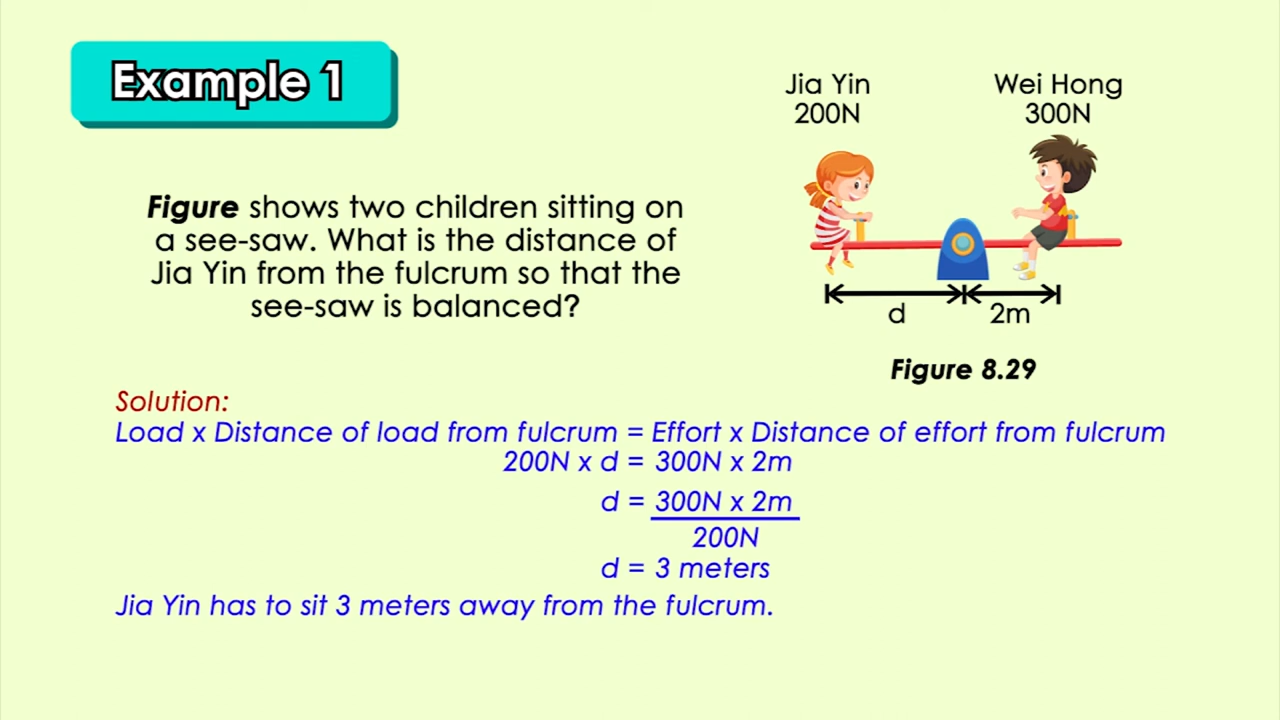 Example 1
Jia Yin
200N
Wei Hong
300N
Figure shows two children sitting on
a see-saw. What is the distance of
Jia Yin from the fulcrum so that the
see-saw is balanced?
d
2m
Figure 8.29
Solution:
Load x Distance of load from fulcrum = Effort x Distance of effort from fulcrum
200N x d = 300N x 2m
d = 300N x 2m
200N
d = 3 meters
Jia Yin has to sit 3 meters away from the fulcrum.